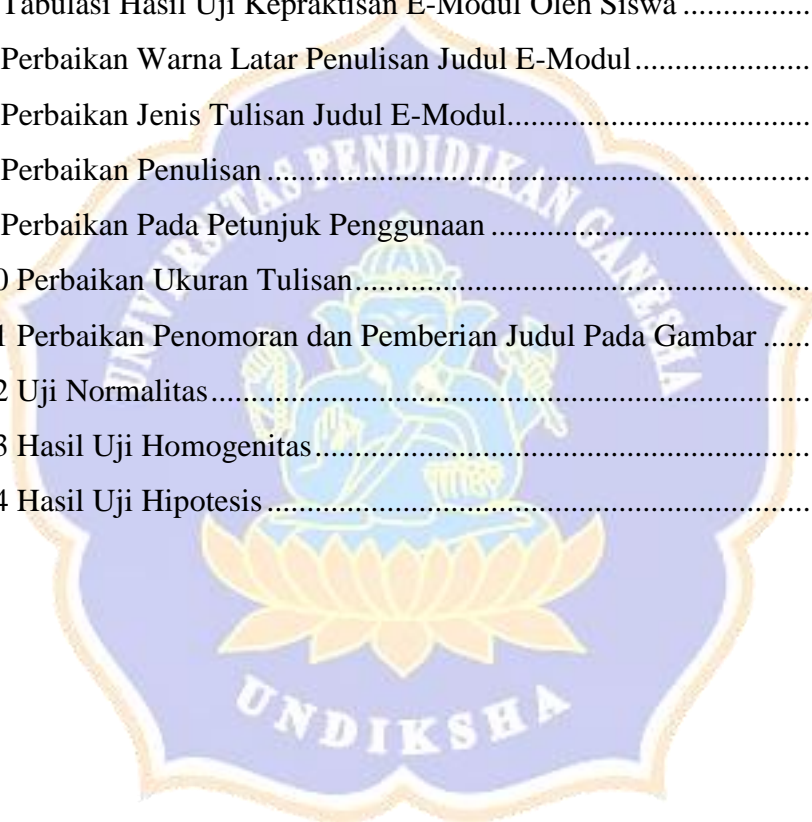 Tabulasi Hasil Uji Kepraktisan E-Modul Oleh Siswa ................
Perbaikan Warna Latar Penulisan Judul E-Modul......................
Perbaikan Jenis Tulisan Judul E-Modul.......................................
Perbaikan Penulisan .....................................................................
Perbaikan Pada Petunjuk Penggunaan .........................................
0 Perbaikan Ukuran Tulisan..........................................................
1 Perbaikan Penomoran dan Pemberian Judul Pada Gambar ......
2 Uji Normalitas.............................................................................
3 Hasil Uji Homogenitas................................................................
4 Hasil Uji Hipotesis ......................................................................
UNIVERSITAS PENDIDIKAN GANESHA
UNDIKSHA